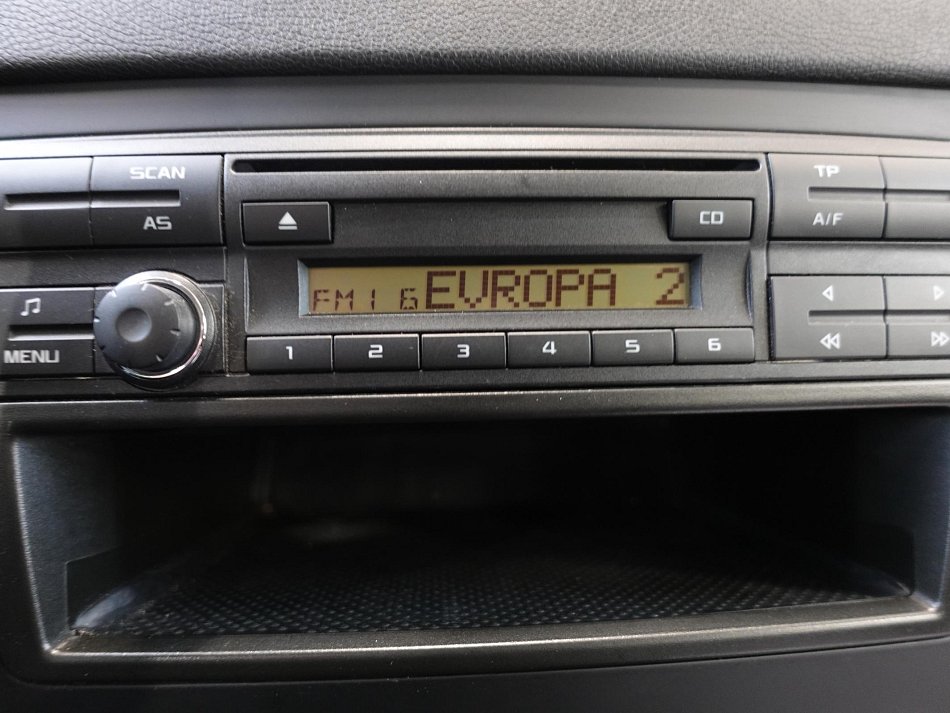 SCAN
AS
TP
A/F
CD
FM1 6 EVROPA 2
MENU
1 2 3 4 5 6